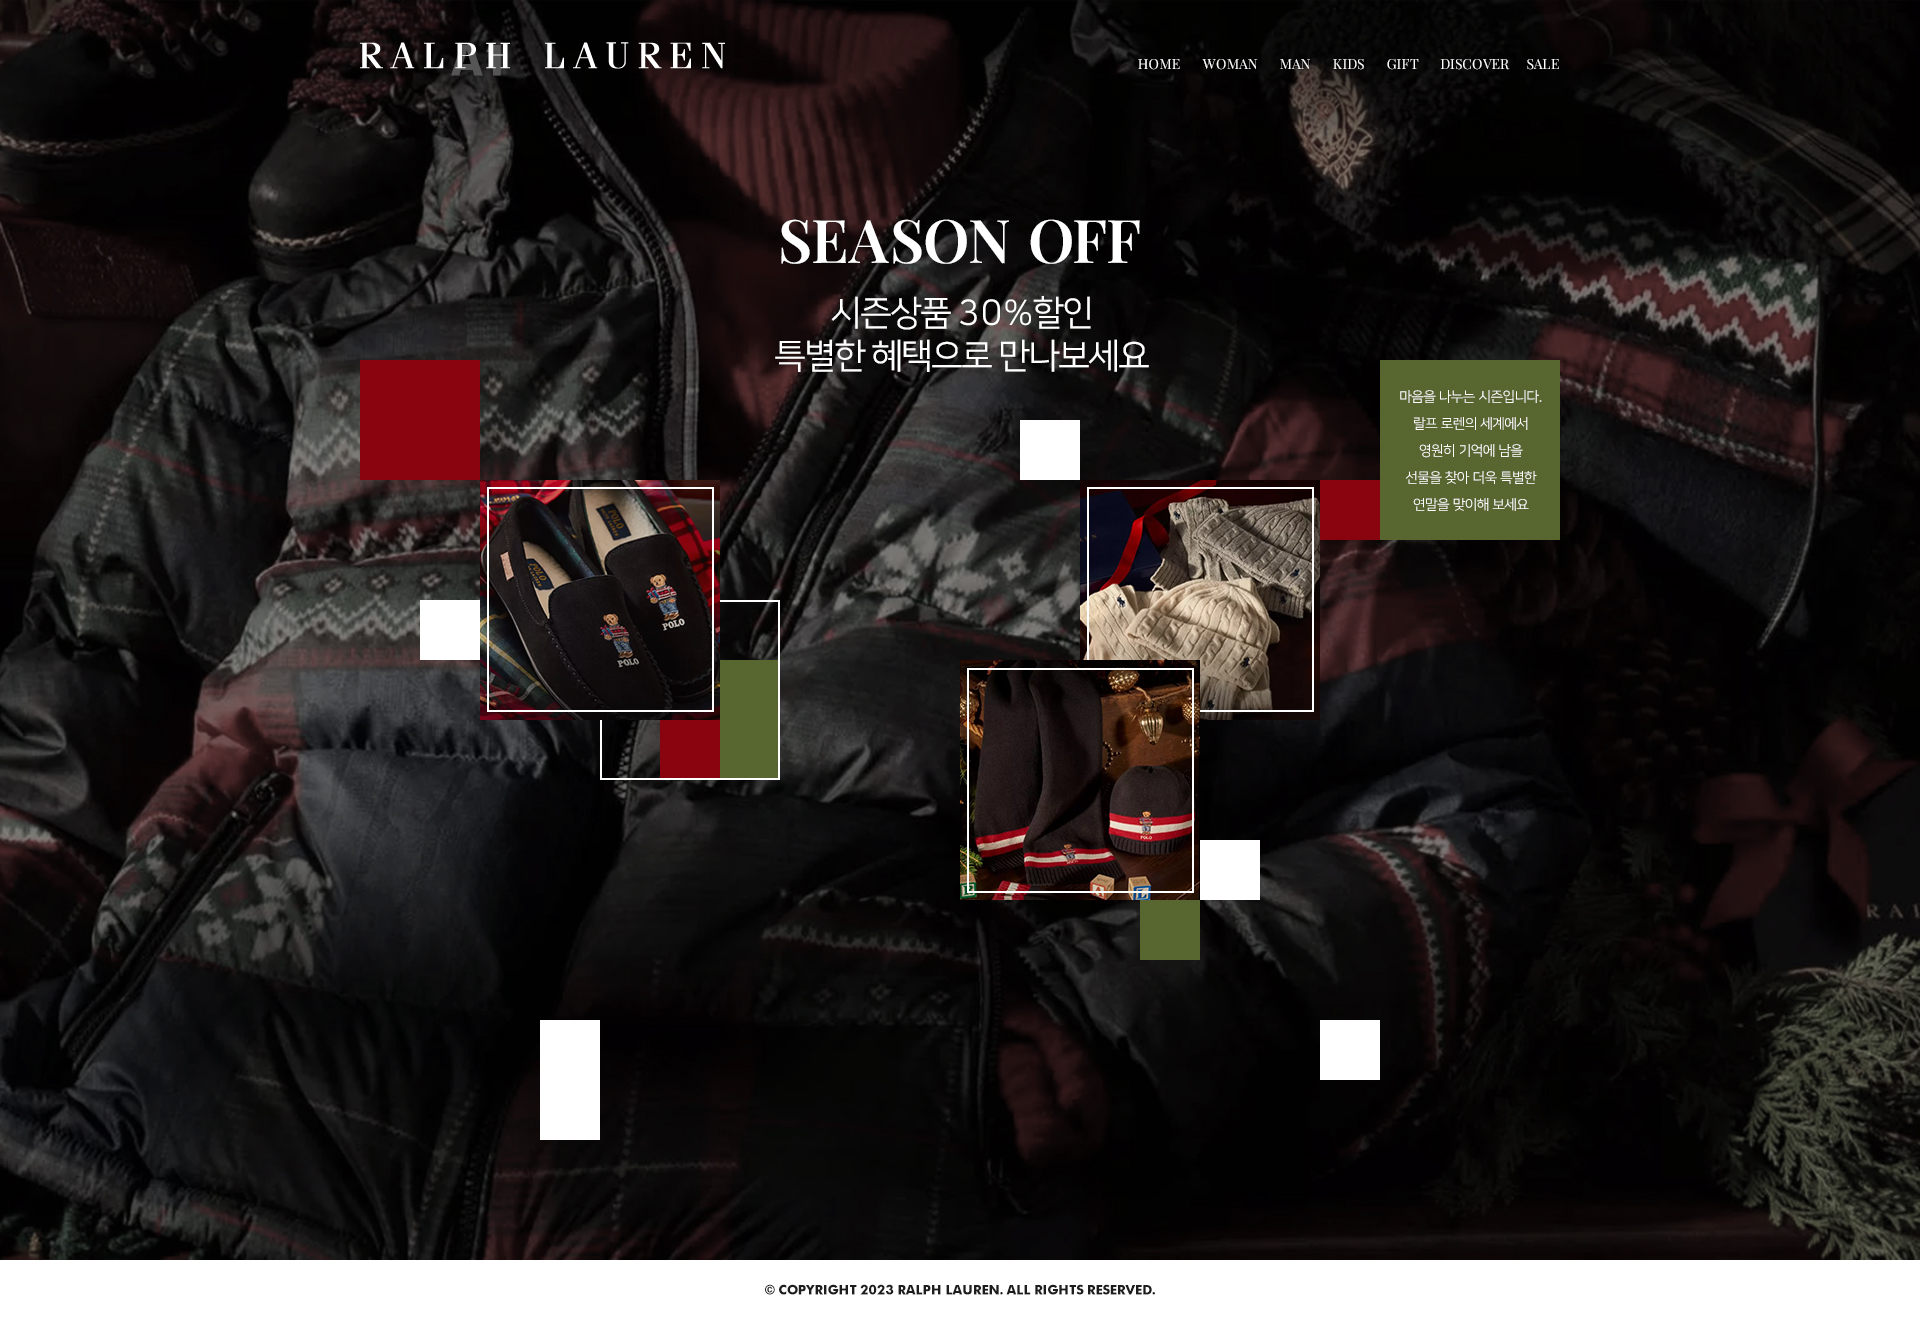 RALPH LAUREN
HOME WOMAN MAN KIDS GIFT DISCOVER SALE
SEASON OFF
시즌상품 30%할인
특별한 혜택으로 만나보세요
마음을 나누는 시즌입니다.
랄프 로렌의 세계에서
영원히 기억에 남을
선물을 찾아 더욱 특별한
연말을 맞이해 보세요
POLO
POLO
POLO
POLO
POLO
© COPYRIGHT 2023 RALPH LAUREN. ALL RIGHTS RESERVED.